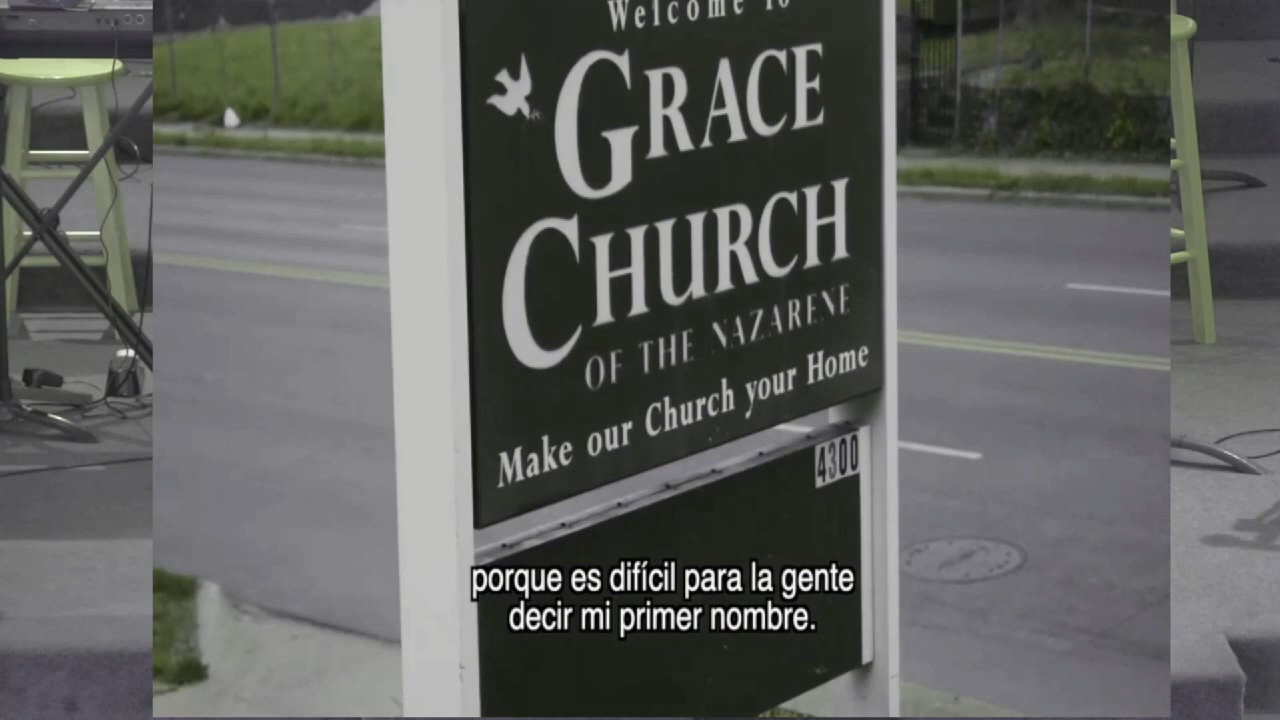 Welcome To
GRACE
CHURCH
OF THE NAZARENE
Make our Church your Home
4300
porque es difícil para la gente
decir mi primer nombre.